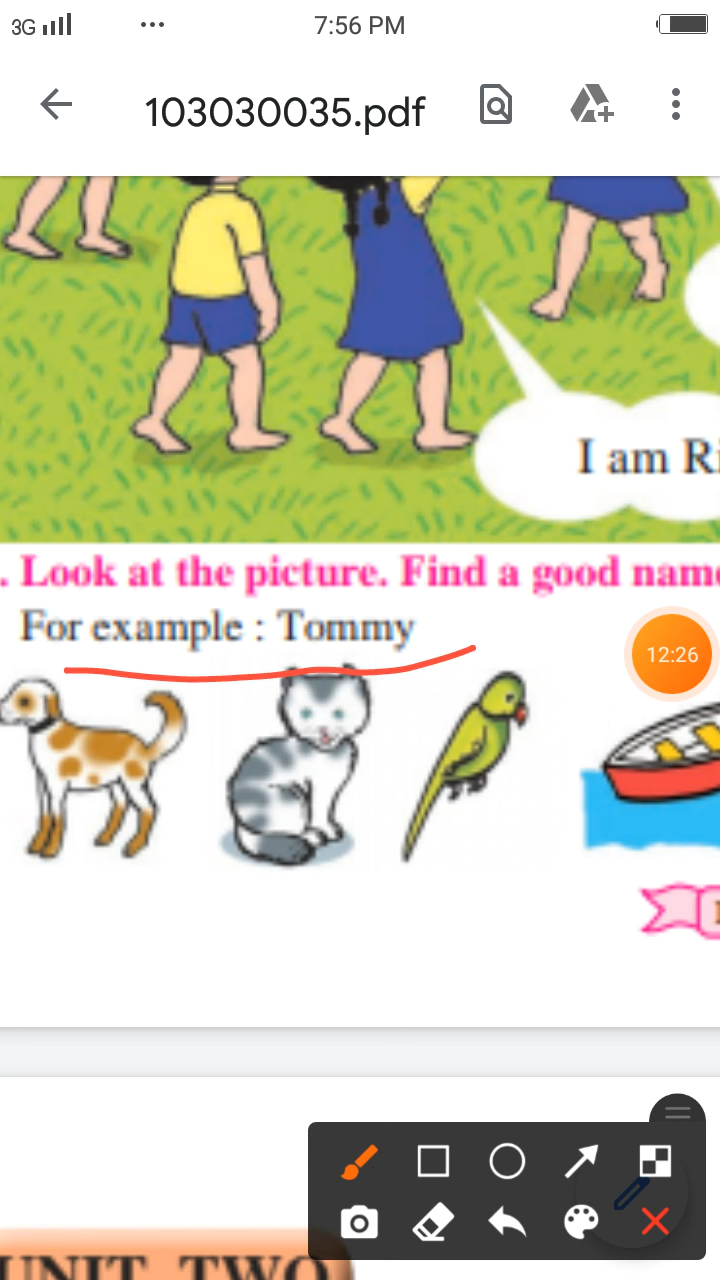 3G 7:56 PM
103030035.pdf
I am Ri
. Look at the picture. Find a good name
For example : Tommy
12:26
UNIT TWO